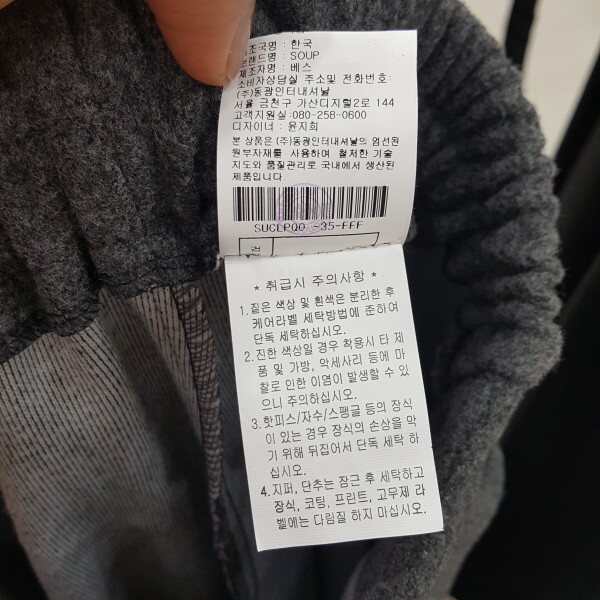 조국명 : 한국
브랜드명 : SOUP
제조자명 : 베스
소비자상담실 주소및 전화번호:
(주)동광인터내셔날
서울 금천구 가산디지털2로 144
고객지원실:080-258-0600
디자이너 : 윤지희
본 상품은 (주)동광인터내셔날의 엄선된
원부자재를 사용하며 철저한 기술
지도와 품질관리로 국내에서 생산된
제품입니다.
-35-FFF
* 취급시 주의사항 *
1.짙은 색상 및 흰색은 분리한 후
케어라벨 세탁방법에 준하여
단독 세탁하십시오.
2.진한 색상일 경우 착용시 타 제
품 및 가방, 악세사리 등에 마
찰로 인한 이염이 발생할 수 있
으니 주의하십시오.
3.핫피스/자수/스팽글 등의 장식
이 있는 경우 장식의 손상을 막
기 위해 뒤집어서 단독 세탁 하
십시오.
4.지퍼, 단추는 잠근 후 세탁하고
장식, 코팅, 프린트, 고무제 라
벨에는 다림질 하지 마십시오.